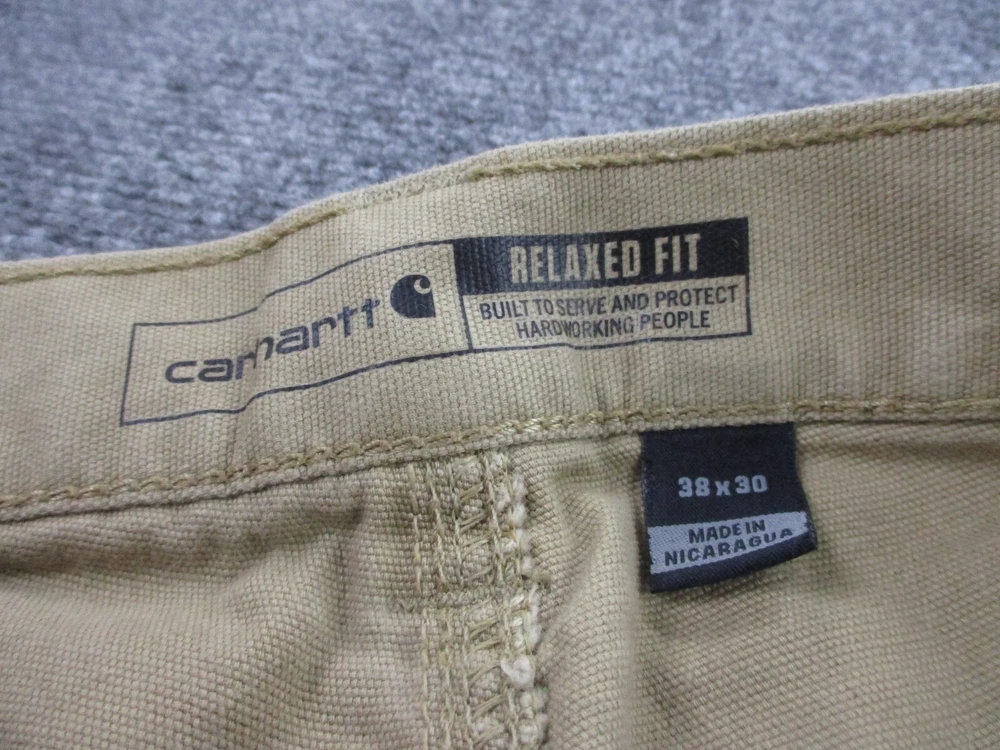 carhartt
RELAXED FIT
BUILT TO SERVE AND PROTECT
HARDWORKING PEOPLE
38 x 30
MADE IN
NICARAGUA